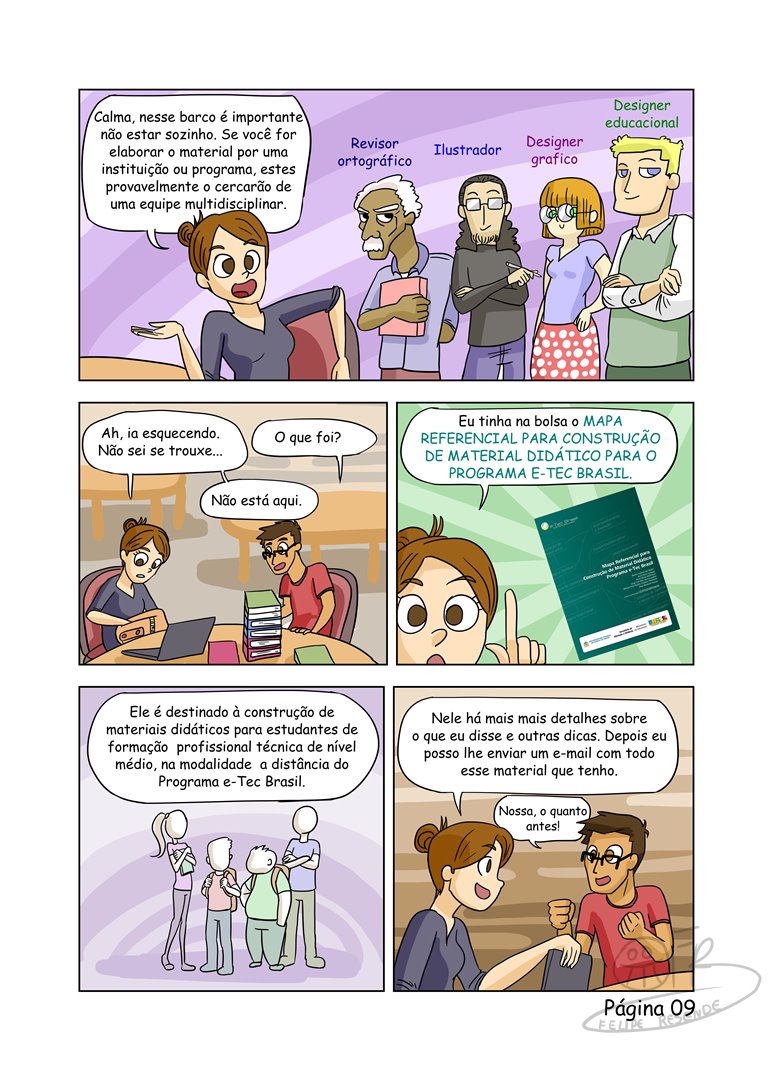 Calma, nesse barco é importante
não estar sozinho. Se você for
elaborar o material por uma
instituição ou programa, estes
provavelmente o cercarão de
uma equipe multidisciplinar.
Revisor
ortográfico
Ilustrador
Designer
grafico
Designer
educacional
Ah, ia esquecendo.
Não sei se trouxe...
O que foi?
Não está aqui.
Eu tinha na bolsa o MAPA
REFERENCIAL PARA CONSTRUÇÃO
DE MATERIAL DIDÁTICO PARA O
PROGRAMA E-TEC BRASIL.
e-Tec Brasil
Mapa Referencial para
Construção de Material Didático
Programa e-Tec Brasil
Ele é destinado à construção de
materiais didáticos para estudantes de
formação profissional técnica de nível
médio, na modalidade a distância do
Programa e-Tec Brasil.
Nele há mais mais detalhes sobre
o que eu disse e outras dicas. Depois eu
posso lhe enviar um e-mail com todo
esse material que tenho.
Nossa, o quanto
antes!
Página 09
FELIPE RESENDE